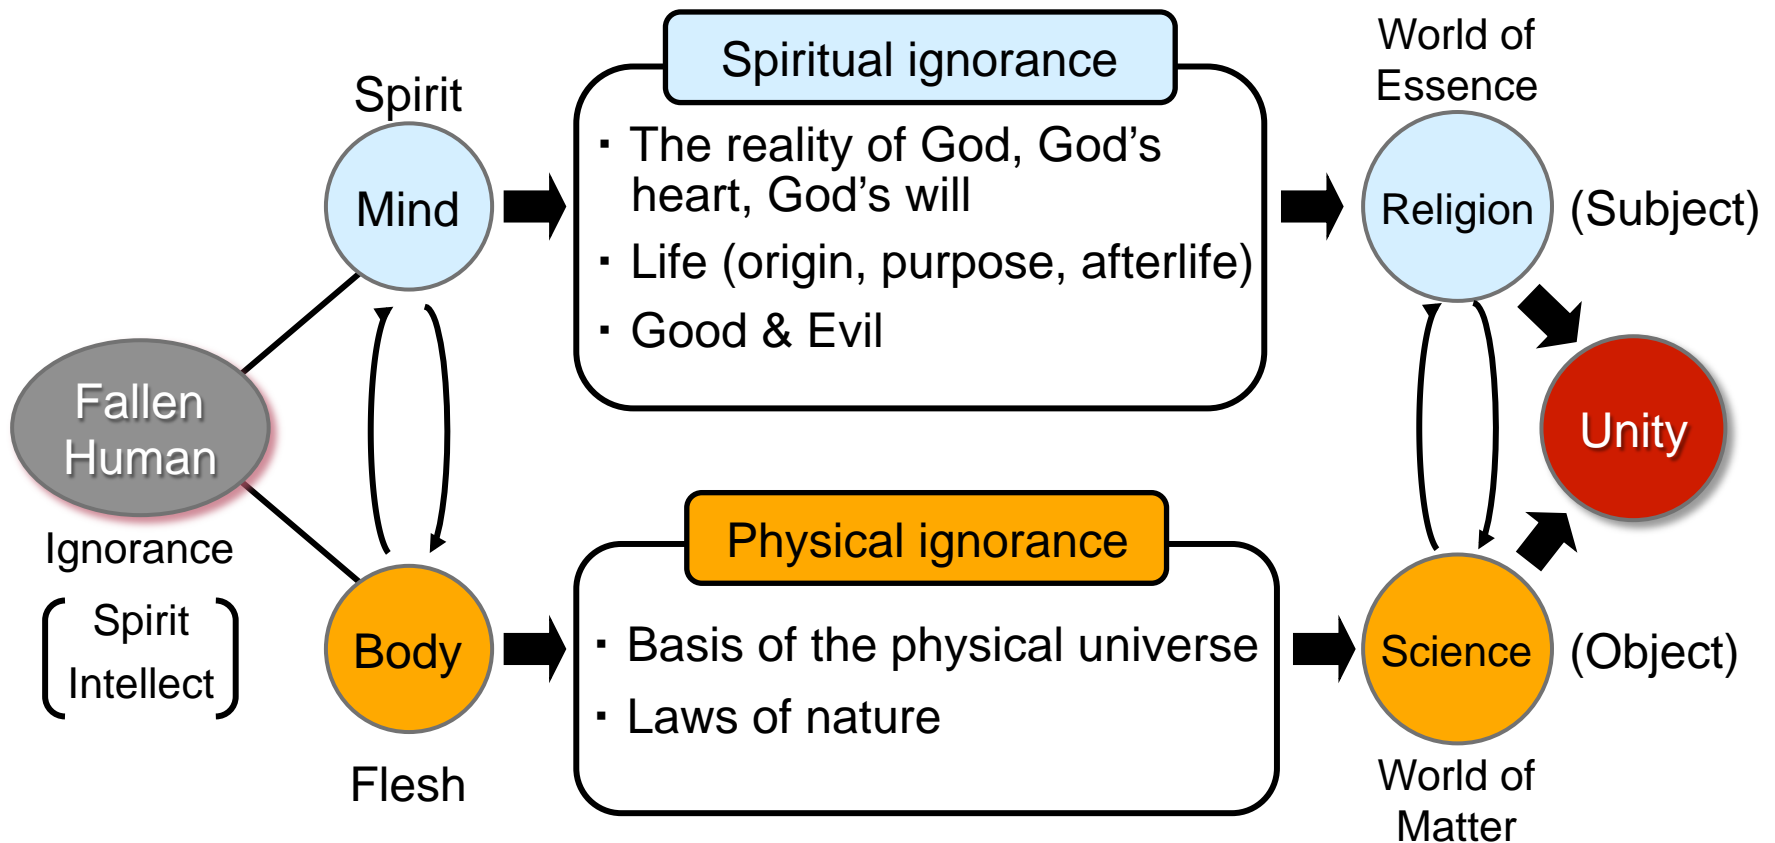 Spirit
Mind
Fallen
Human
Ignorance
Spirit
Intellect
Body
Flesh
Spiritual ignorance
· The reality of God, God’s
heart, God’s will
· Life (origin, purpose, afterlife)
· Good & Evil
Physical ignorance
· Basis of the physical universe
· Laws of nature
World of
Essence
Religion
(Subject)
Unity
Science
(Object)
World of
Matter